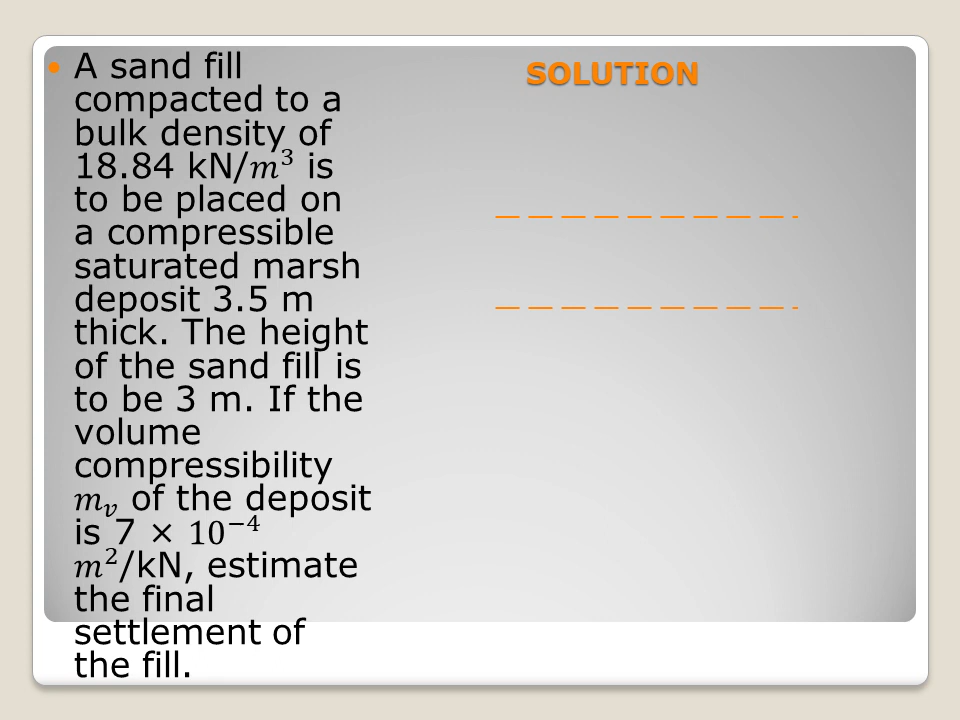 A sand fill
compacted to a
bulk density of
18.84 kN/𝑚³ is
to be placed on
a compressible
saturated marsh
deposit 3.5 m
thick. The height
of the sand fill is
to be 3 m. If the
volume
compressibility
𝑚ᵥ of the deposit
is 7 × 10⁻⁴
𝑚²/kN, estimate
the final
settlement of
the fill.
SOLUTION